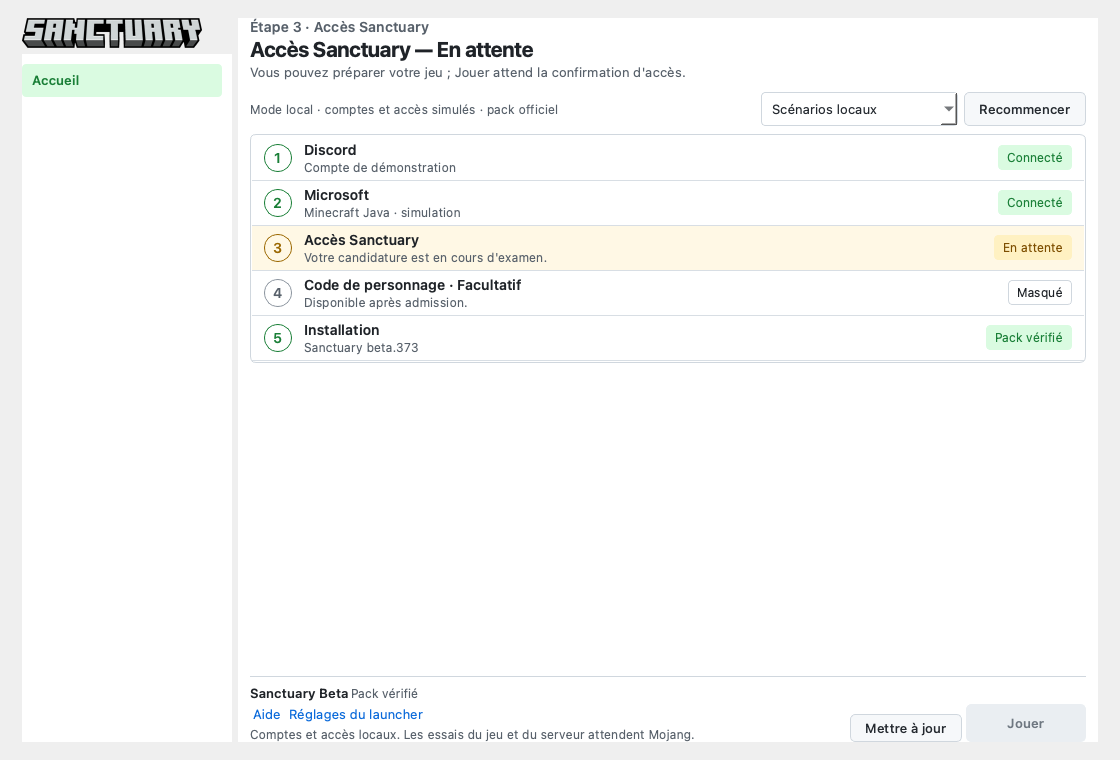 SANCTUARY
Accueil
Étape 3 · Accès Sanctuary
Accès Sanctuary — En attente
Vous pouvez préparer votre jeu ; Jouer attend la confirmation d'accès.
Mode local · comptes et accès simulés · pack officiel
Scénarios locaux
Recommencer
1
Discord
Compte de démonstration
Connecté
2
Microsoft
Minecraft Java · simulation
Connecté
3
Accès Sanctuary
Votre candidature est en cours d'examen.
En attente
4
Code de personnage · Facultatif
Disponible après admission.
Masqué
5
Installation
Sanctuary beta.373
Pack vérifié
Sanctuary Beta Pack vérifié
Aide Réglages du launcher
Comptes et accès locaux. Les essais du jeu et du serveur attendent Mojang.
Mettre à jour
Jouer